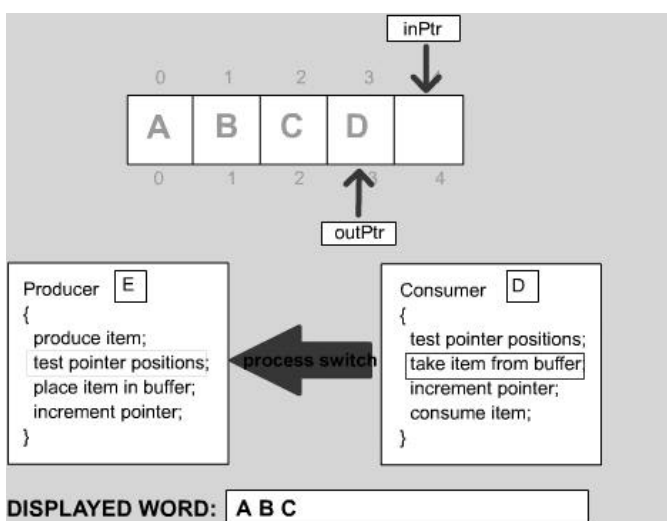 inPtr
0 1 2 3
A B C D
0 1 2 3 4
outPtr
Producer E
{
produce item;
test pointer positions;
place item in buffer;
increment pointer;
}
process switch
Consumer D
{
test pointer positions;
take item from buffer;
increment pointer;
consume item;
}
DISPLAYED WORD: A B C